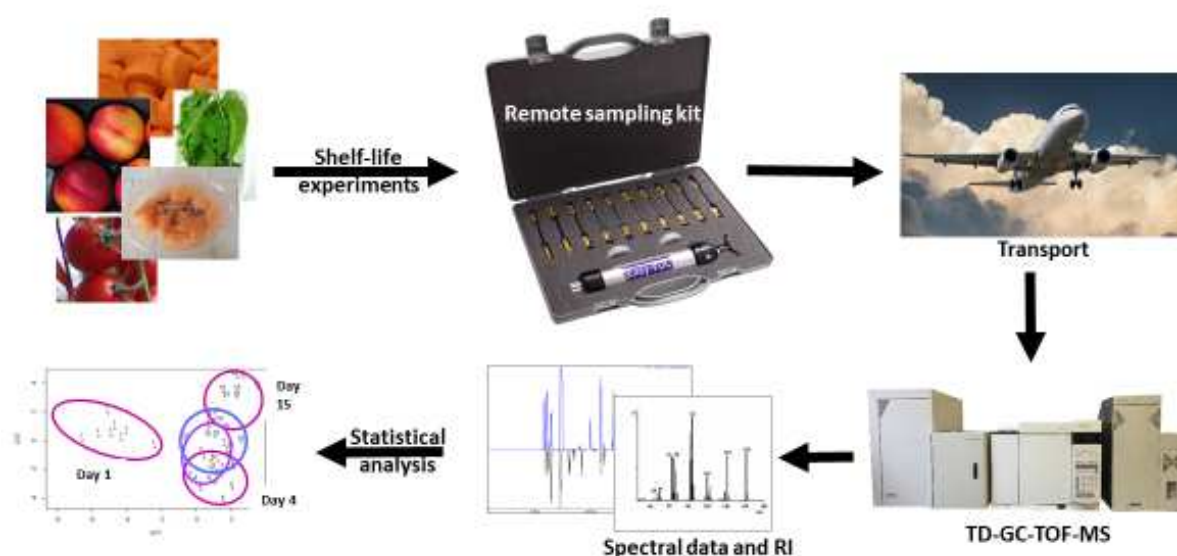 Remote sampling kit
Shelf-life
experiments
Transport
Day
15
Day 1
Day 4
Statistical
analysis
Spectral data and RI
TD-GC-TOF-MS